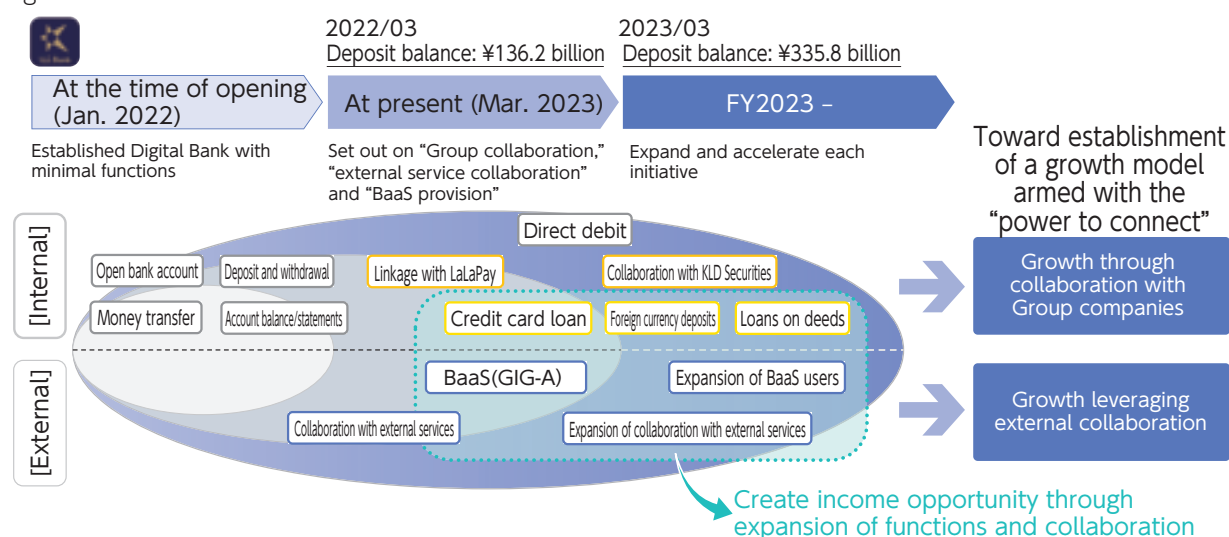 2022/03
Deposit balance: ¥136.2 billion
2023/03
Deposit balance: ¥335.8 billion
At the time of opening
(Jan. 2022)
At present (Mar. 2023)
FY2023 –
Established Digital Bank with
minimal functions
Set out on “Group collaboration,”
“external service collaboration”
and “BaaS provision”
Expand and accelerate each
initiative
Toward establishment
of a growth model
armed with the
“power to connect”
[Internal]
Direct debit
Open bank account
Deposit and withdrawal
Linkage with LaLaPay
Collaboration with KLD Securities
Money transfer
Account balance/statements
Credit card loan
Foreign currency deposits
Loans on deeds
Growth through
collaboration with
Group companies
[External]
BaaS(GIG-A)
Expansion of BaaS users
Collaboration with external services
Expansion of collaboration with external services
Growth leveraging
external collaboration
Create income opportunity through
expansion of functions and collaboration